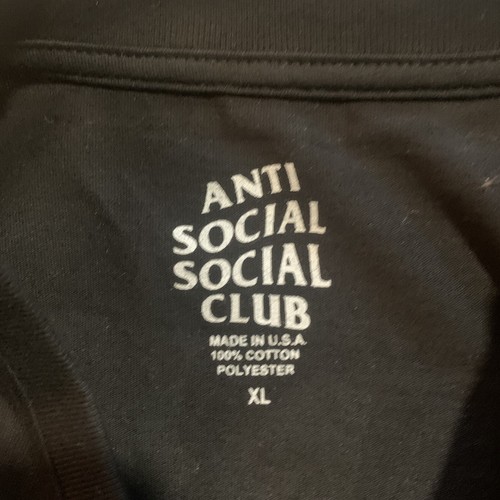 ANTI
SOCIAL
SOCIAL
CLUB
MADE IN U.S.A.
100% COTTON
POLYESTER
XL